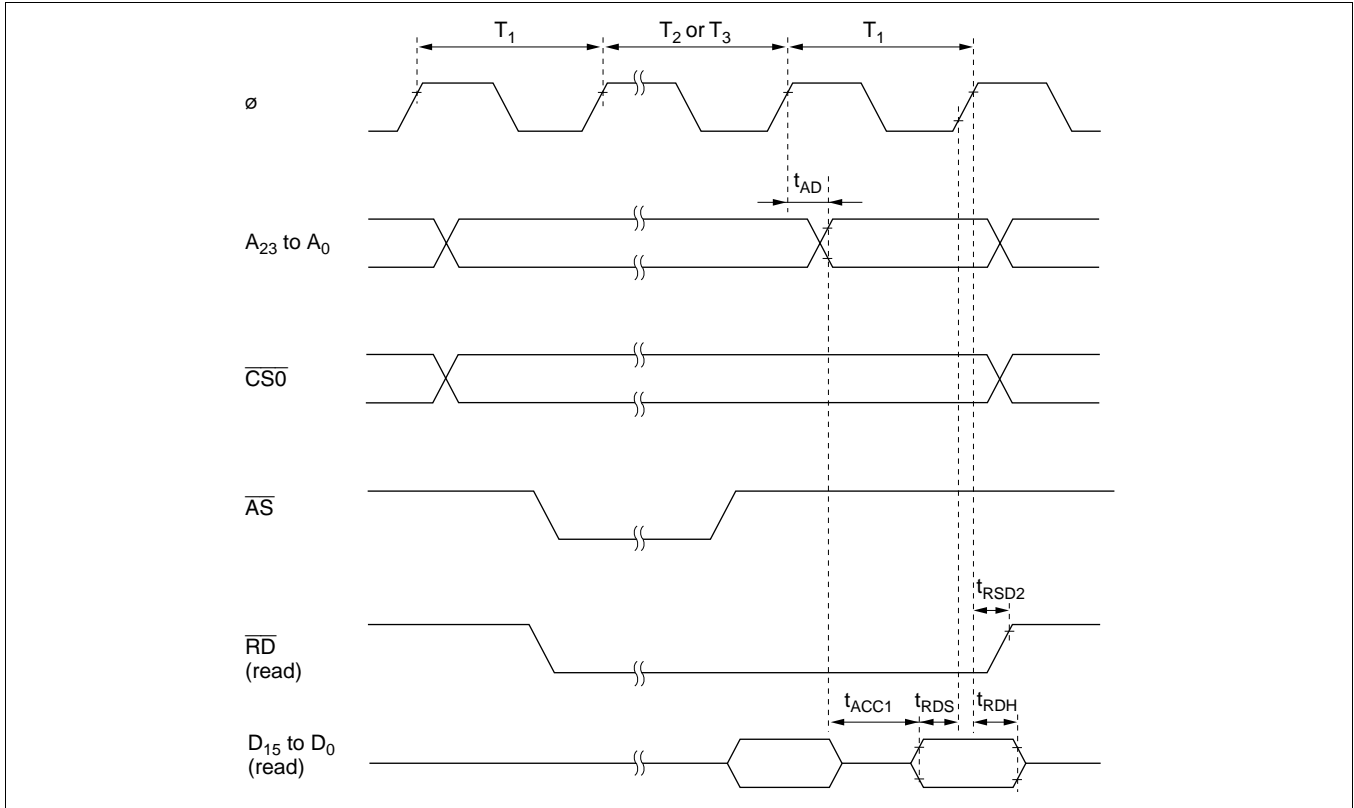 T1 T2 or T3 T1
ø
tAD
A23 to A0
CS0
AS
tRSD2
RD
(read)
tACC1 tRDS tRDH
D15 to D0
(read)